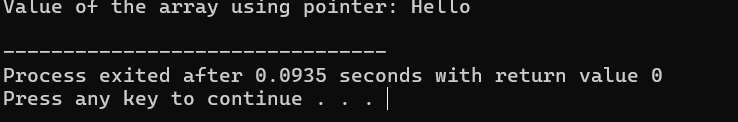 Value of the array using pointer: Hello
--------------------------------
Process exited after 0.0935 seconds with return value 0
Press any key to continue . . .